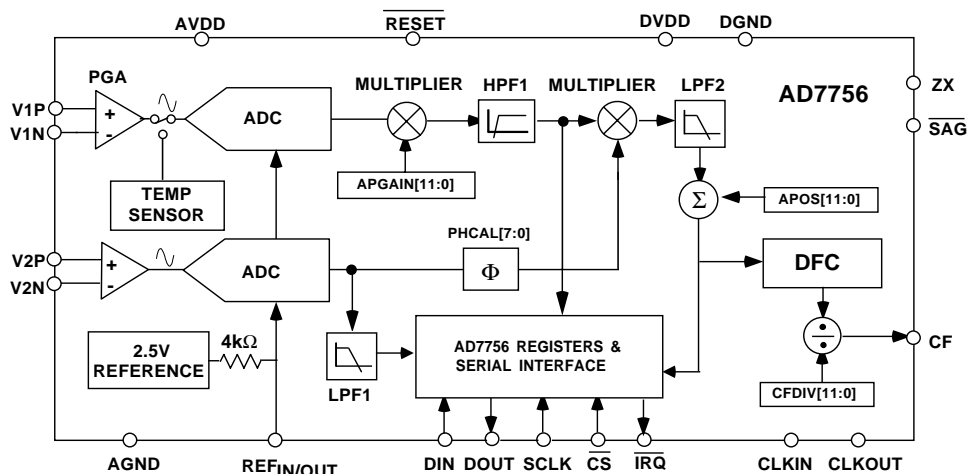 AVDD
RESET
DVDD
DGND
PGA
MULTIPLIER
HPF1
MULTIPLIER
LPF2
AD7756
ZX
V1P
V1N
+
-
ADC
SAG
TEMP
SENSOR
APGAIN[11:0]
Σ
APOS[11:0]
V2P
V2N
+
-
ADC
PHCAL[7:0]
Φ
DFC
2.5V
REFERENCE
4kΩ
LPF1
AD7756 REGISTERS &
SERIAL INTERFACE
÷
CF
CFDIV[11:0]
AGND
REFIN/OUT
DIN
DOUT
SCLK
CS
IRQ
CLKIN
CLKOUT